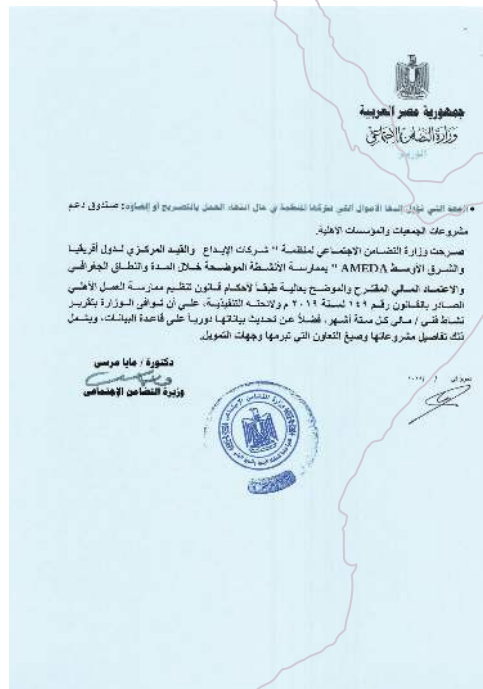 جمهورية مصر العربية
وزارة التضامن الاجتماعي
الوزير
• الجهة التي تؤول إليها الأموال التي تتركها المنظمة في حال انتهاء العمل بالتصريح أو إلغاؤه: صندوق دعم
مشروعات الجمعيات والمؤسسات الأهلية.
صرحت وزارة التضامن الاجتماعي لمنظمة " شركات الإيداع والقيد المركزي لدول أفريقيا
والشرق الأوسط AMEDA " بممارسة الأنشطة الموضحة خلال المدة والنطاق الجغرافي
والاعتماد المالي المقترح والموضح بعالية طبقاً لأحكام قانون تنظيم ممارسة العمل الأهلي
الصادر بالقانون رقم ١٤٩ لسنة ٢٠١٩ م ولائحته التنفيذية، على أن توافي الوزارة بتقرير
نشاط فني / مالي كل ستة أشهر، فضلاً عن تحديث بياناتها دورياً على قاعدة البيانات، ويشمل
ذلك تفاصيل مشروعاتها وصيغ التعاون التي تبرمها وجهات التمويل.
دكتورة / مايا مرسي
وزيرة التضامن الإجتماعي
تحريرا في